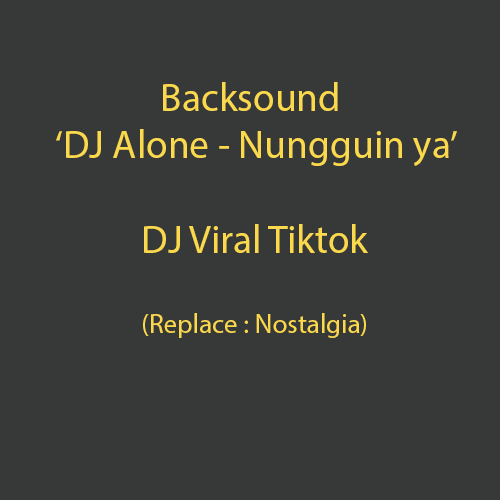 Backsound
‘DJ Alone - Nungguin ya’
DJ Viral Tiktok
(Replace : Nostalgia)